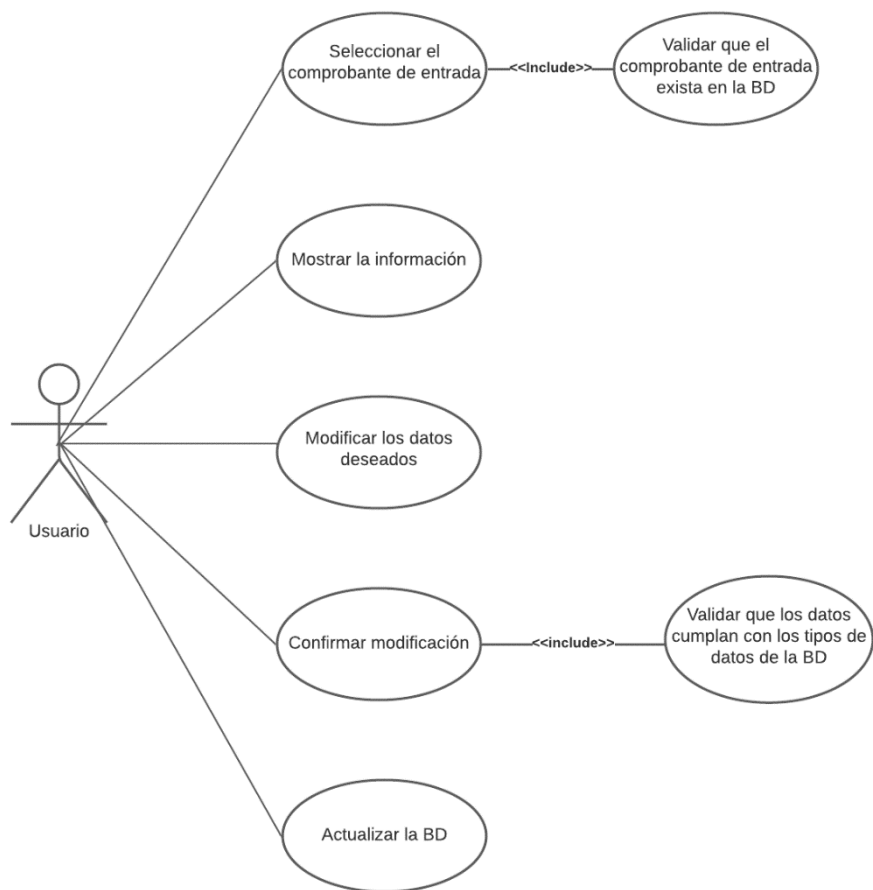 Seleccionar el
comprobante de entrada
<<Include>>
Validar que el
comprobante de entrada
exista en la BD
Mostrar la información
Modificar los datos
deseados
Usuario
Confirmar modificación
<<include>>
Validar que los datos
cumplan con los tipos de
datos de la BD
Actualizar la BD